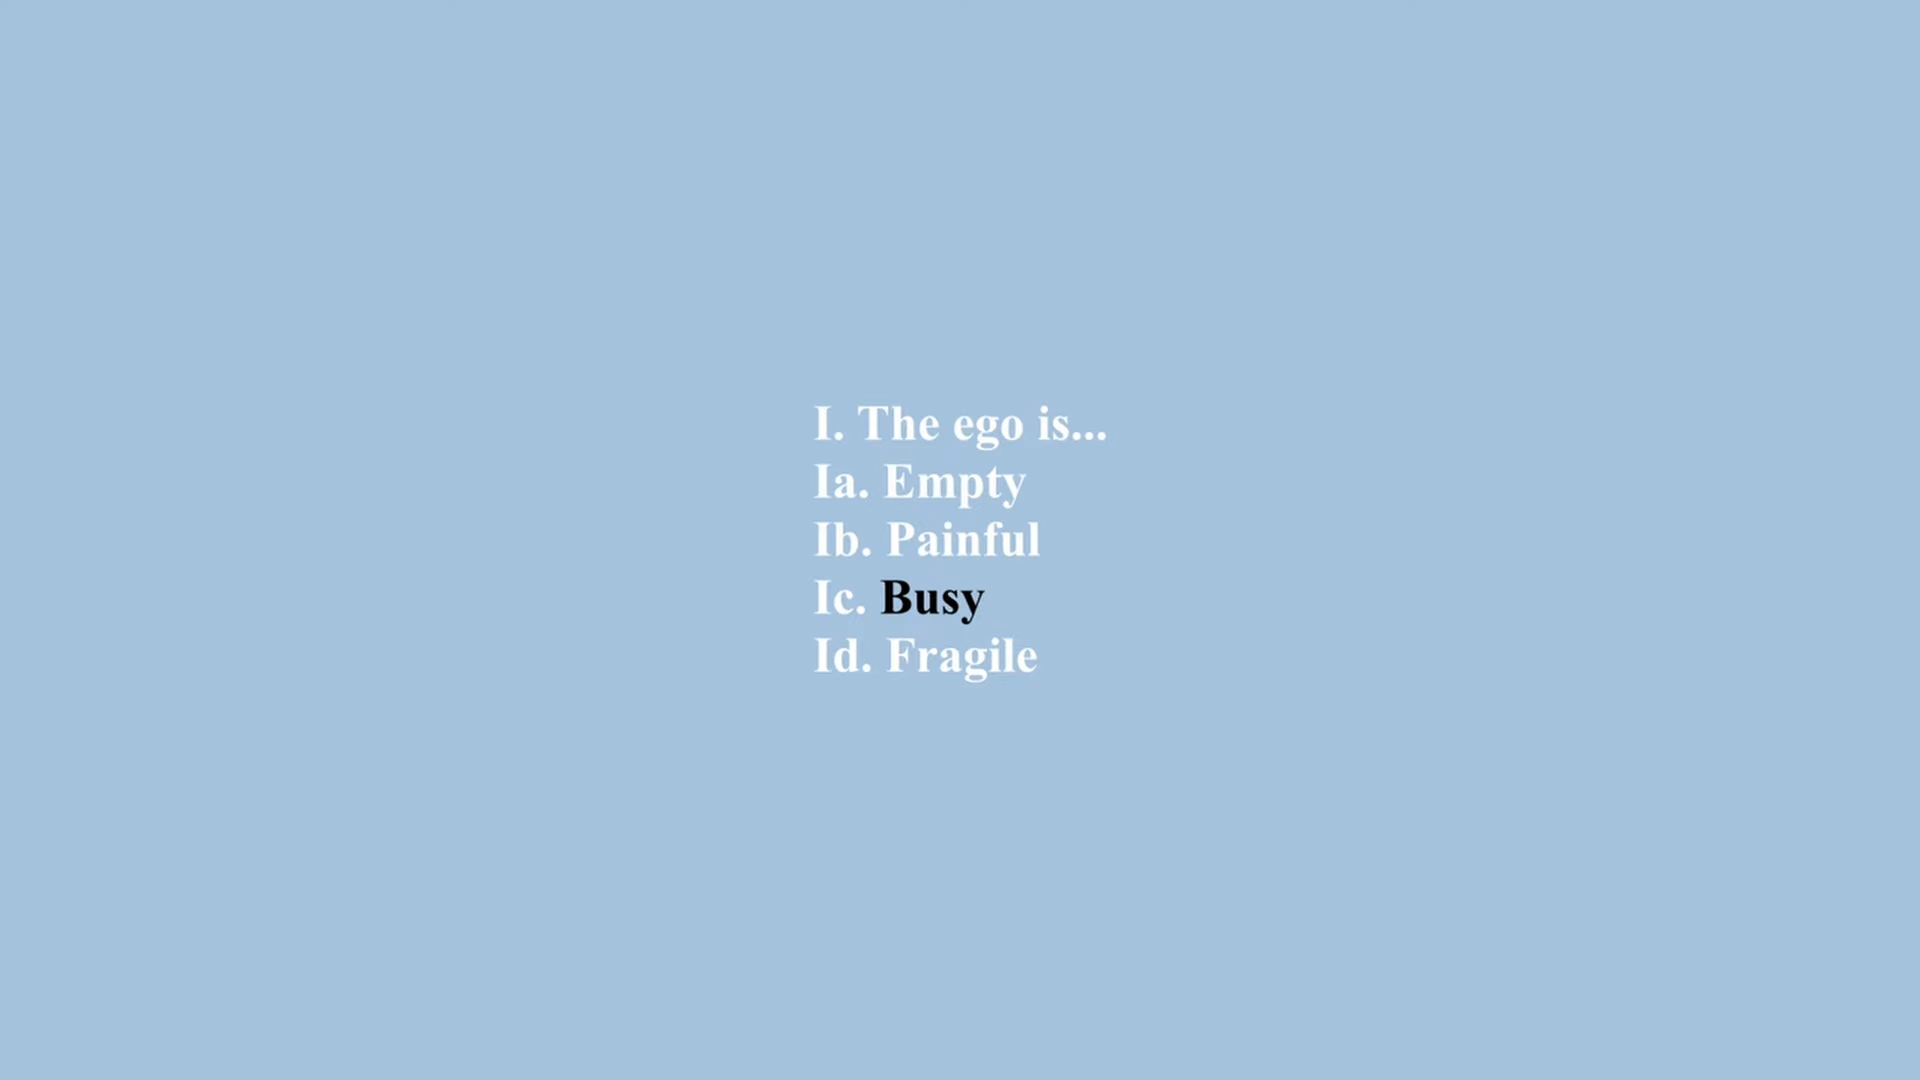 I. The ego is...
Ia. Empty
Ib. Painful
Ic. Busy
Id. Fragile